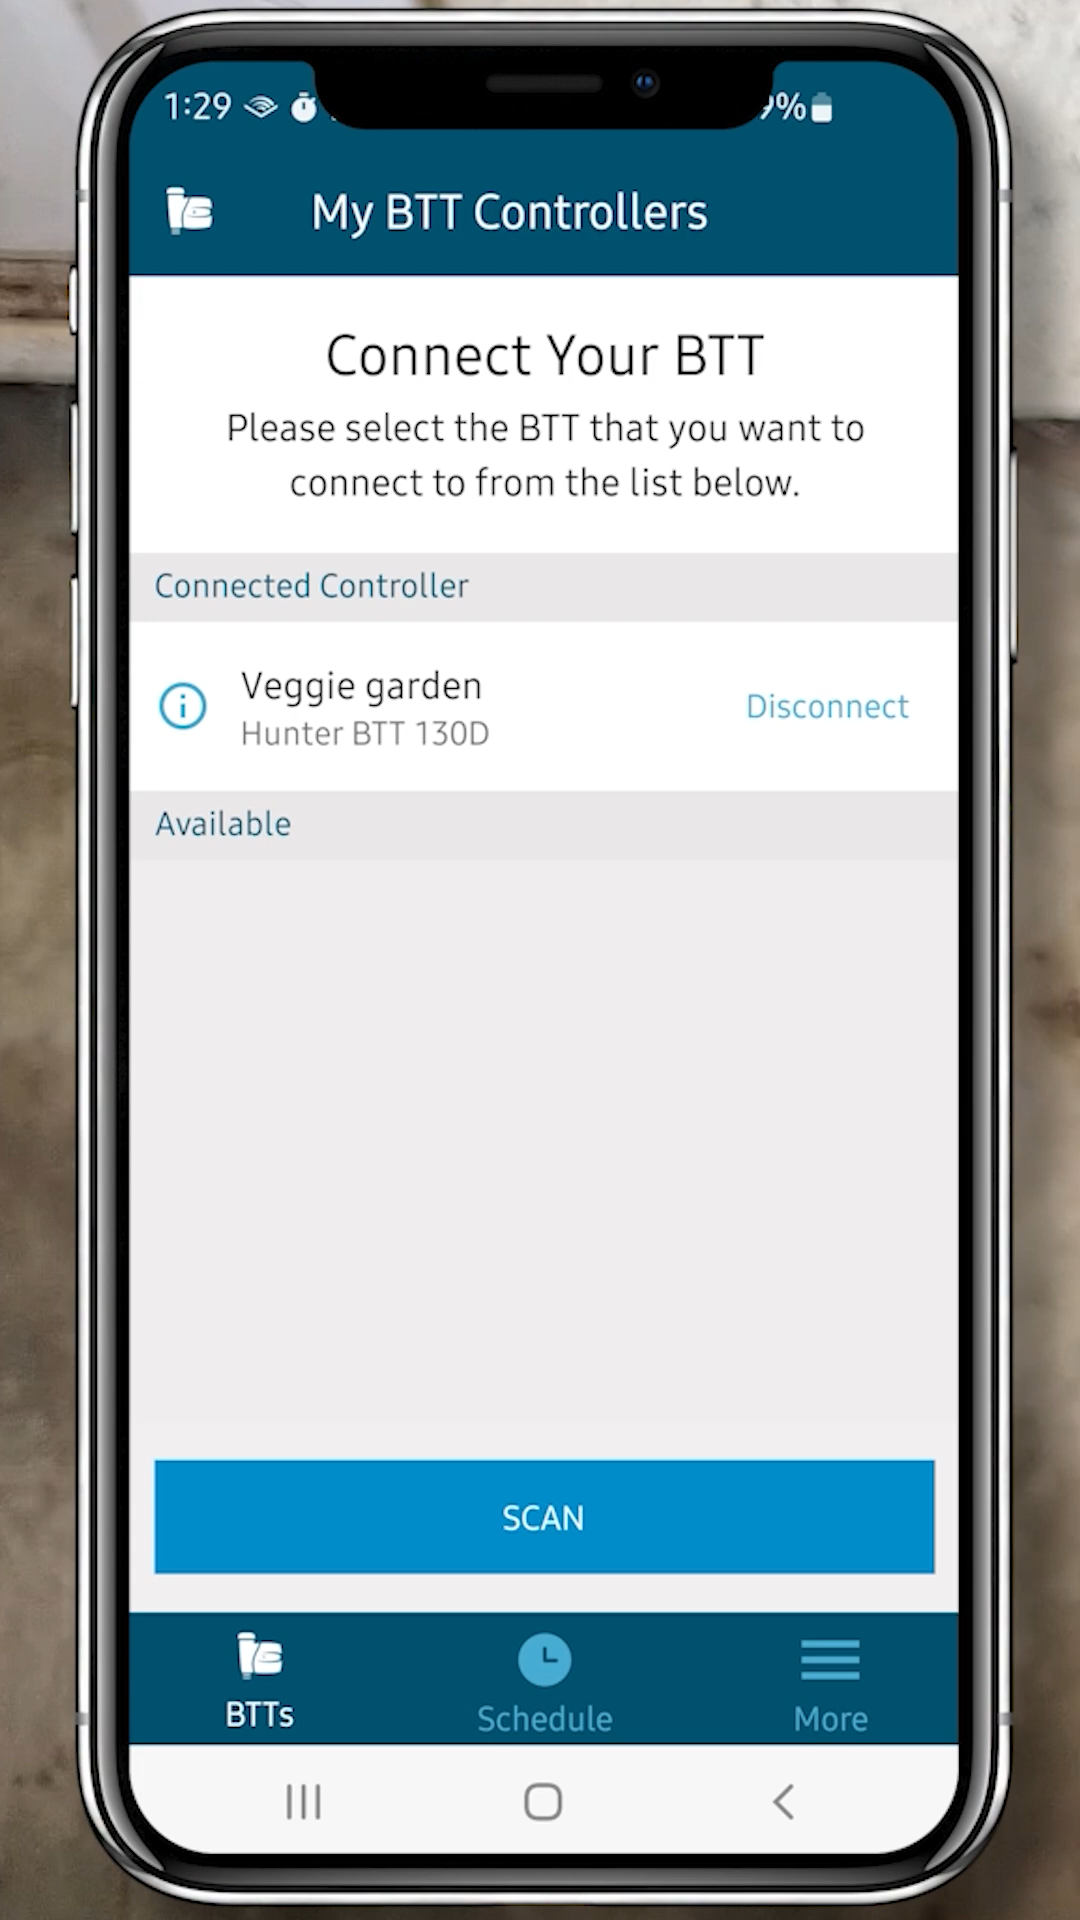 1:29
9%
My BTT Controllers
Connect Your BTT
Please select the BTT that you want to
connect to from the list below.
Connected Controller
Veggie garden
Hunter BTT 130D
Disconnect
Available
SCAN
BTTs
Schedule
More